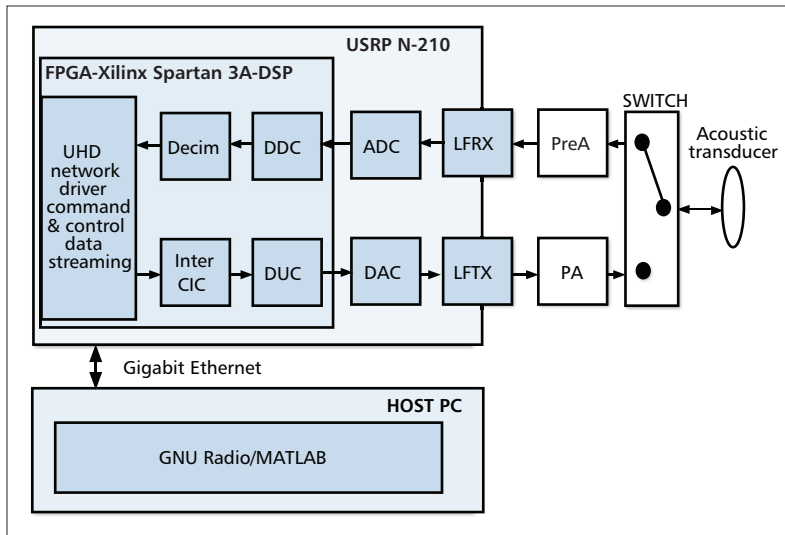 USRP N-210
FPGA-Xilinx Spartan 3A-DSP
UHD
network
driver
command
& control
data
streaming
Decim
DDC
ADC
LFRX
PreA
SWITCH
Acoustic
transducer
Inter
CIC
DUC
DAC
LFTX
PA
Gigabit Ethernet
HOST PC
GNU Radio/MATLAB